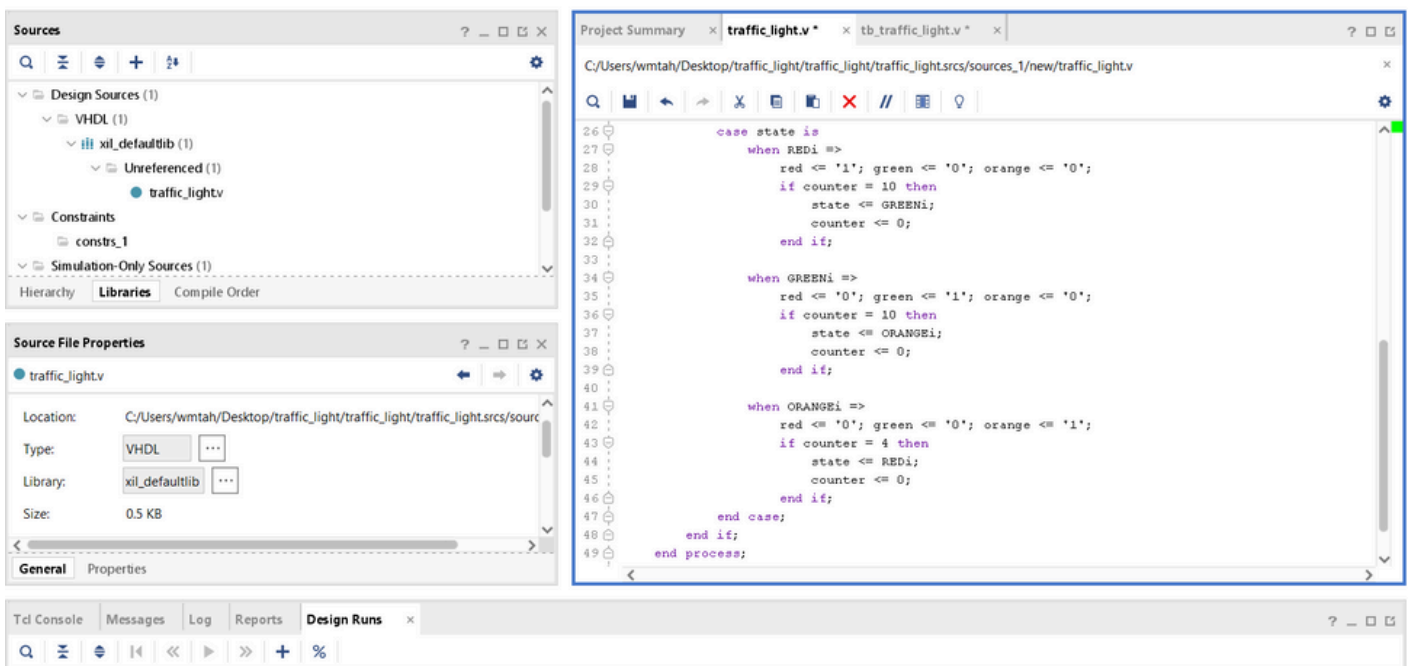 Sources
? _ □ X
Design Sources (1)
VHDL (1)
xil_defaultlib (1)
Unreferenced (1)
traffic_light.v
Constraints
constrs_1
Simulation-Only Sources (1)
Hierarchy Libraries Compile Order
Source File Properties
? _ □ X
traffic_light.v
Location: C:/Users/wmtah/Desktop/traffic_light/traffic_light/traffic_light.srcs/sourc
Type: VHDL ...
Library: xil_defaultlib ...
Size: 0.5 KB
General Properties
Project Summary × traffic_light.v * × tb_traffic_light.v * ×
? □
C:/Users/wmtah/Desktop/traffic_light/traffic_light/traffic_light.srcs/sources_1/new/traffic_light.v ×
//
26 case state is
27 when REDi =>
28 red <= '1'; green <= '0'; orange <= '0';
29 if counter = 10 then
30 state <= GREENi;
31 counter <= 0;
32 end if;
33
34 when GREENi =>
35 red <= '0'; green <= '1'; orange <= '0';
36 if counter = 10 then
37 state <= ORANGEi;
38 counter <= 0;
39 end if;
40
41 when ORANGEi =>
42 red <= '0'; green <= '0'; orange <= '1';
43 if counter = 4 then
44 state <= REDi;
45 counter <= 0;
46 end if;
47 end case;
48 end if;
49 end process;
Tcl Console Messages Log Reports Design Runs ×
? _ □
%